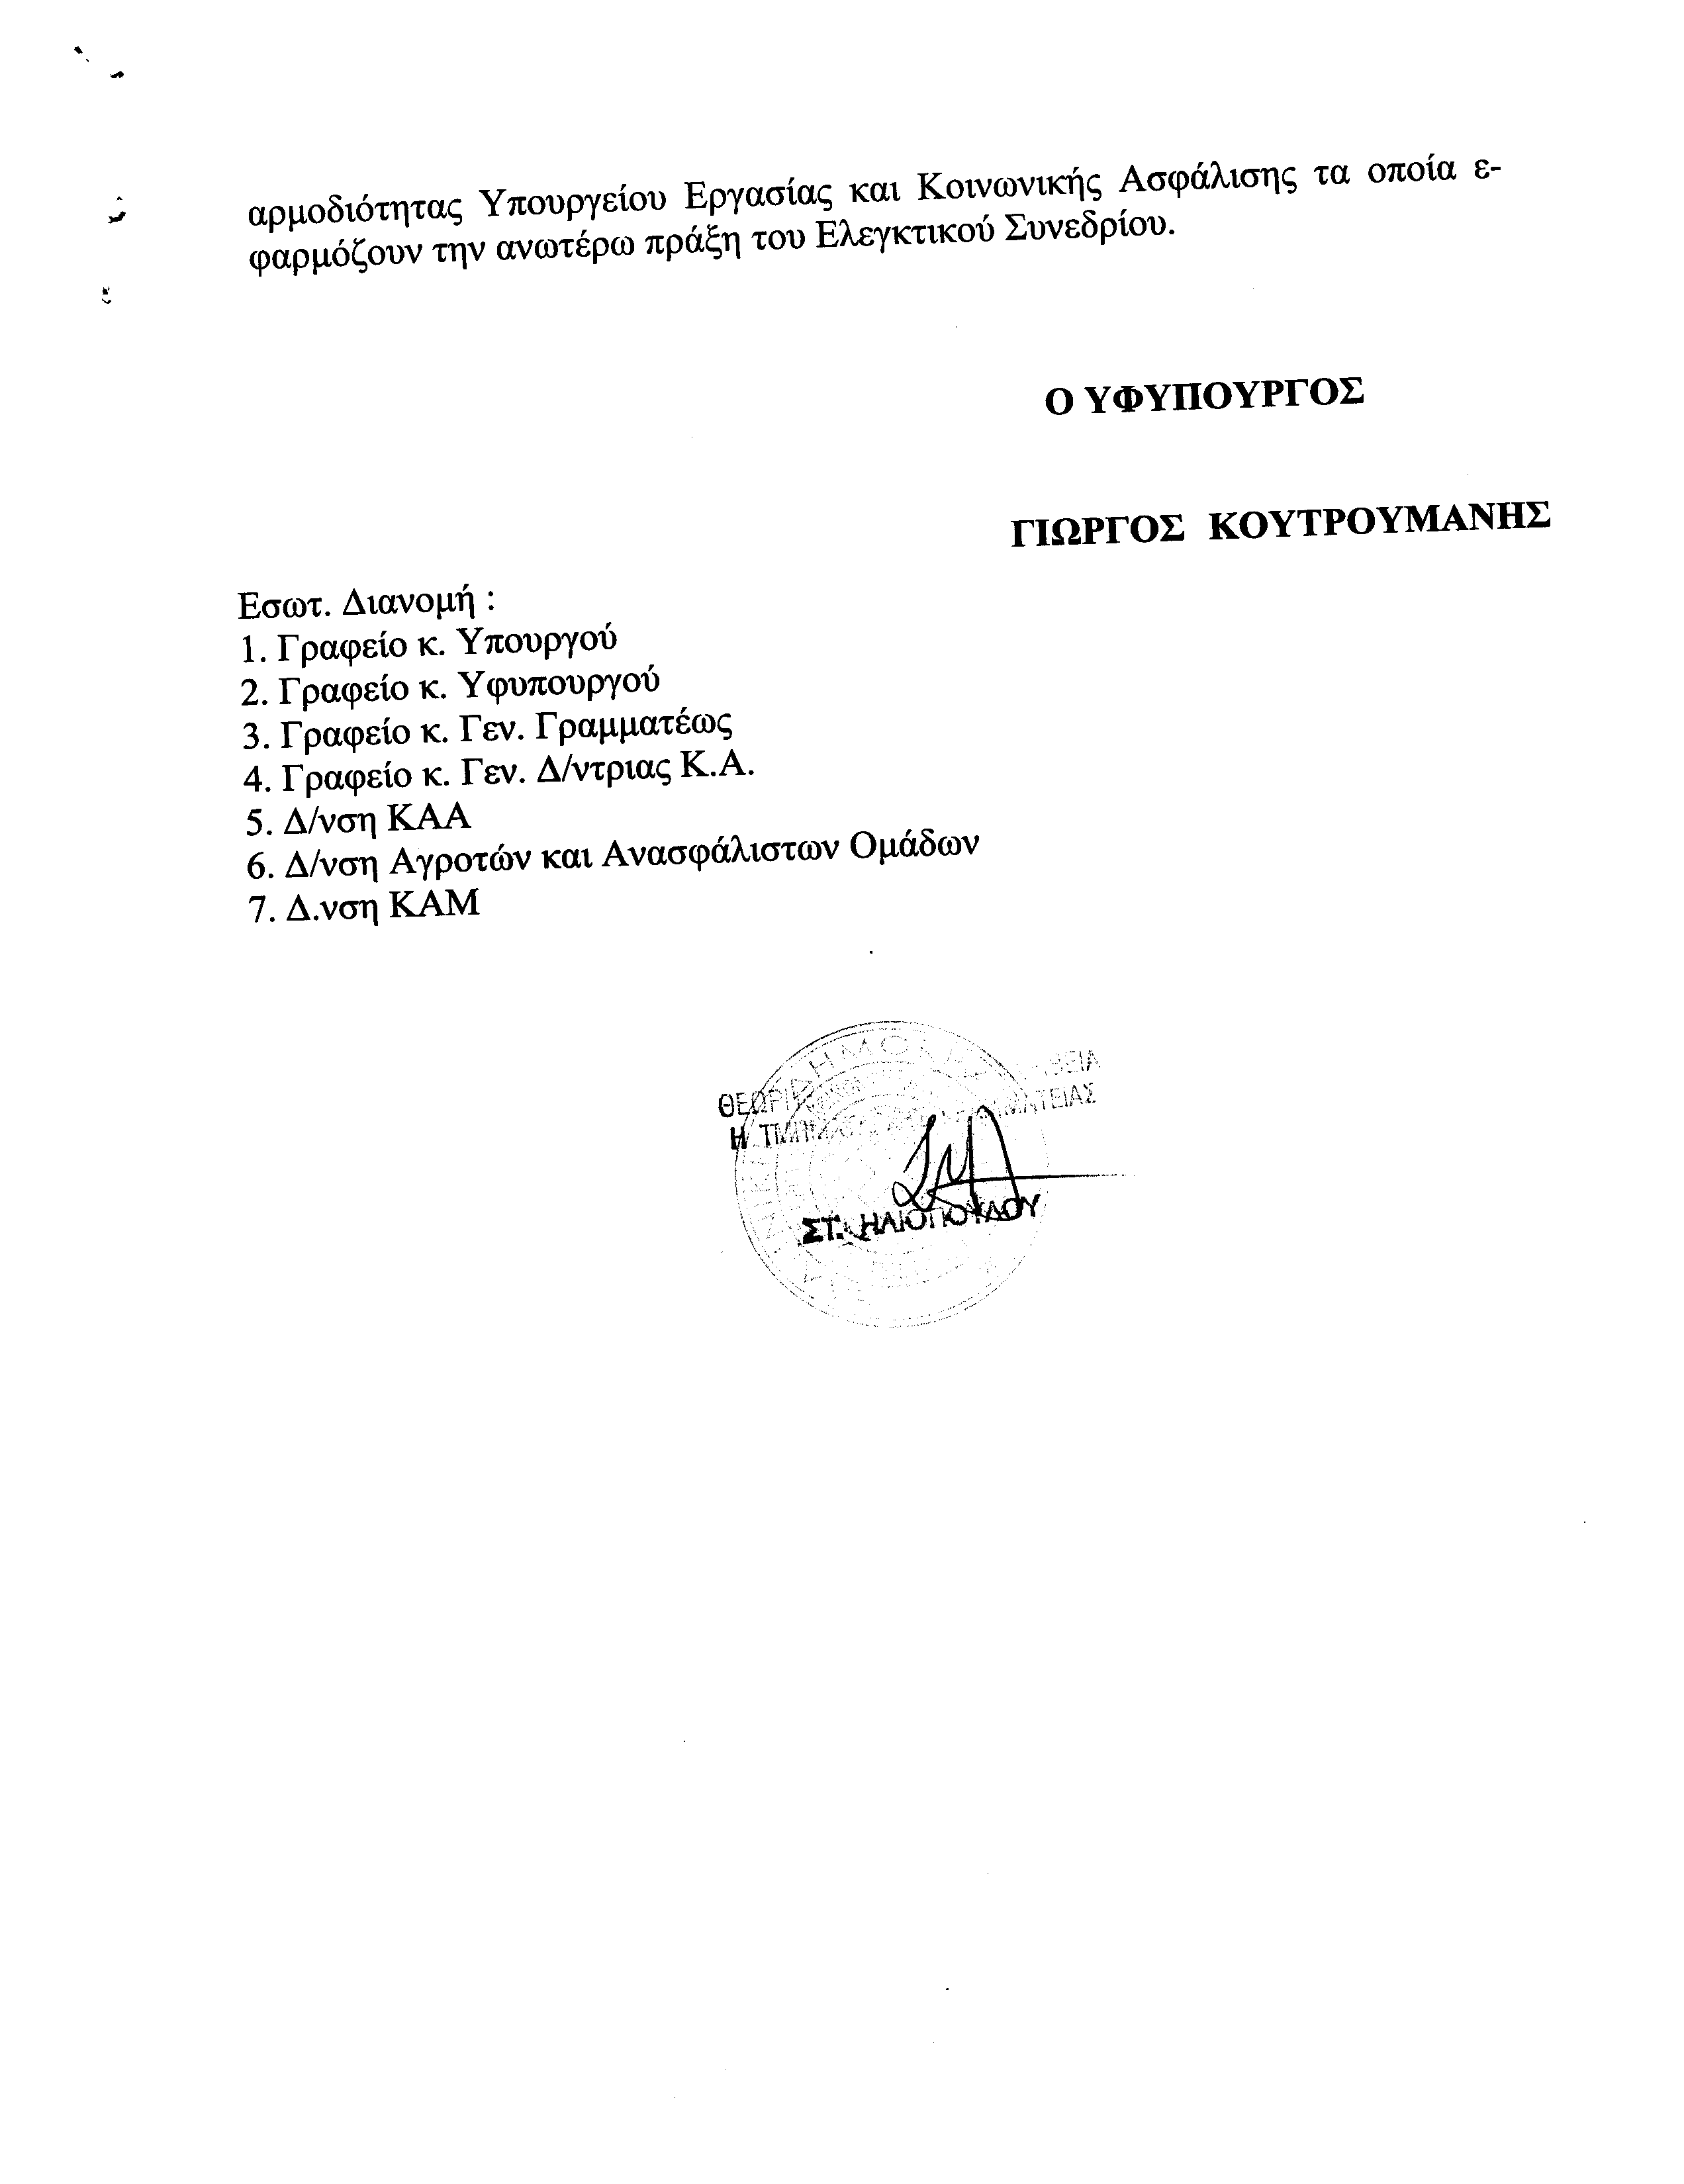 αρμοδιότητας Υπουργείου Εργασίας και Κοινωνικής Ασφάλισης τα οποία ε-
φαρμόζουν την ανωτέρω πράξη του Ελεγκτικού Συνεδρίου.
Ο ΥΦΥΠΟΥΡΓΟΣ
ΓΙΩΡΓΟΣ ΚΟΥΤΡΟΥΜΑΝΗΣ
Εσωτ. Διανομή :
1. Γραφείο κ. Υπουργού
2. Γραφείο κ. Υφυπουργού
3. Γραφείο κ. Γεν. Γραμματέως
4. Γραφείο κ. Γεν. Δ/ντριας Κ.Α.
5. Δ/νση ΚΑΑ
6. Δ/νση Αγροτών και Ανασφάλιστων Ομάδων
7. Δ.νση ΚΑΜ
Η
ΣΤ. ΗΛΙΟΠΟΥΛΟΥ